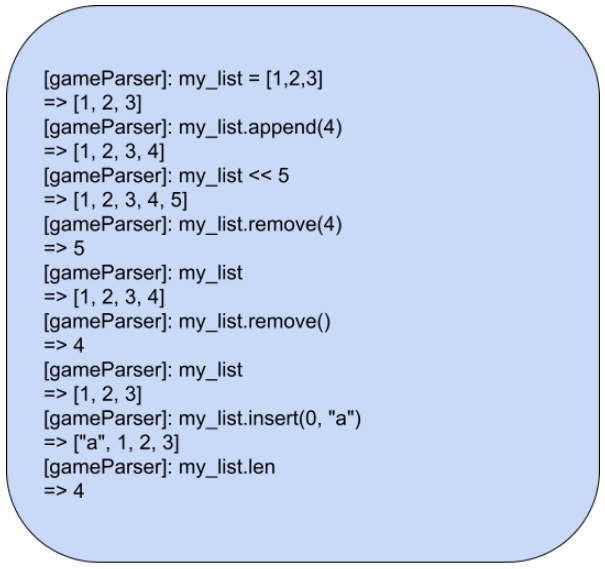 [gameParser]: my_list = [1,2,3]
=> [1, 2, 3]
[gameParser]: my_list.append(4)
=> [1, 2, 3, 4]
[gameParser]: my_list << 5
=> [1, 2, 3, 4, 5]
[gameParser]: my_list.remove(4)
=> 5
[gameParser]: my_list
=> [1, 2, 3, 4]
[gameParser]: my_list.remove()
=> 4
[gameParser]: my_list
=> [1, 2, 3]
[gameParser]: my_list.insert(0, "a")
=> ["a", 1, 2, 3]
[gameParser]: my_list.len
=> 4